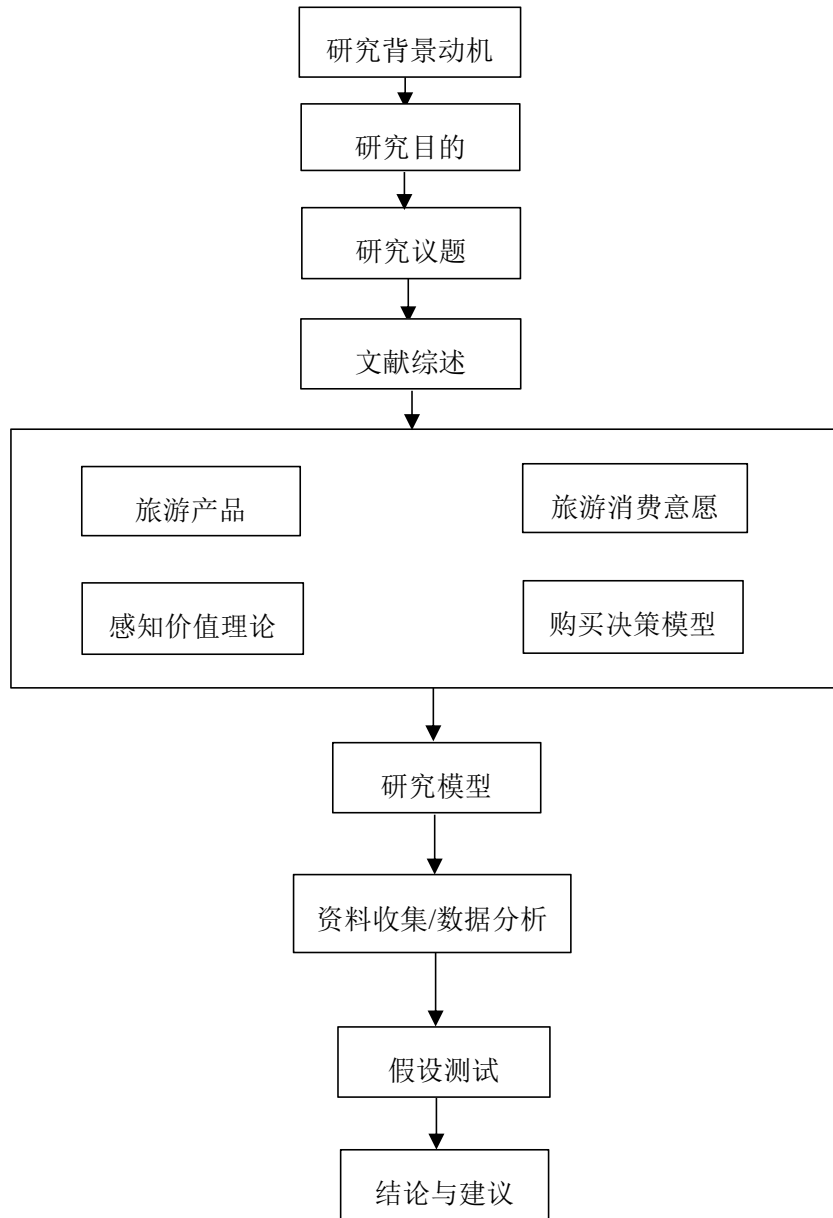 研究背景动机
研究目的
研究议题
文献综述
旅游产品
旅游消费意愿
感知价值理论
购买决策模型
研究模型
资料收集/数据分析
假设测试
结论与建议